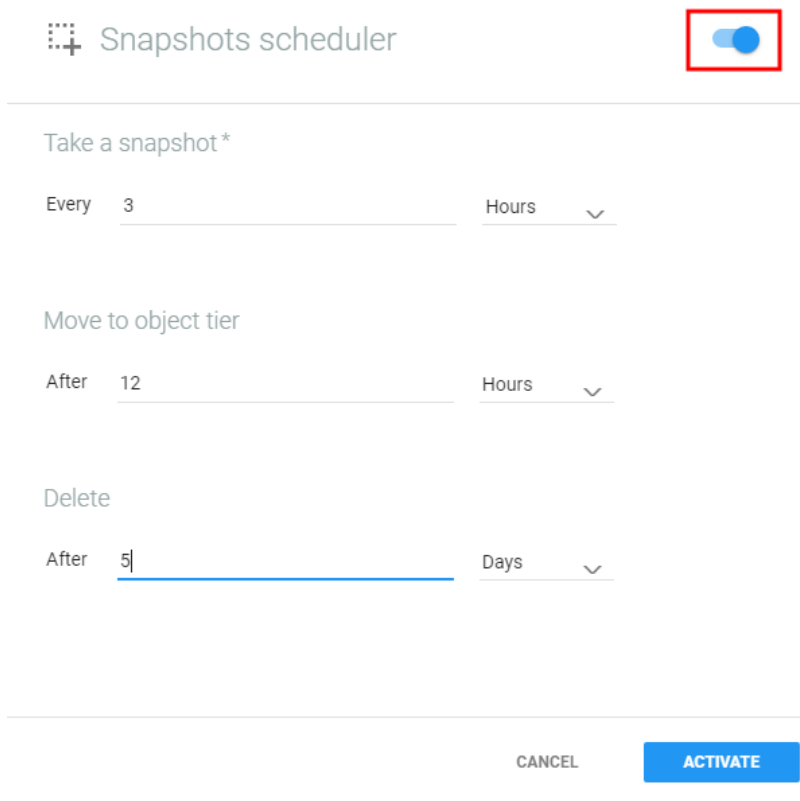 Snapshots scheduler
Take a snapshot*
Every 3 Hours
Move to object tier
After 12 Hours
Delete
After 5 Days
CANCEL ACTIVATE